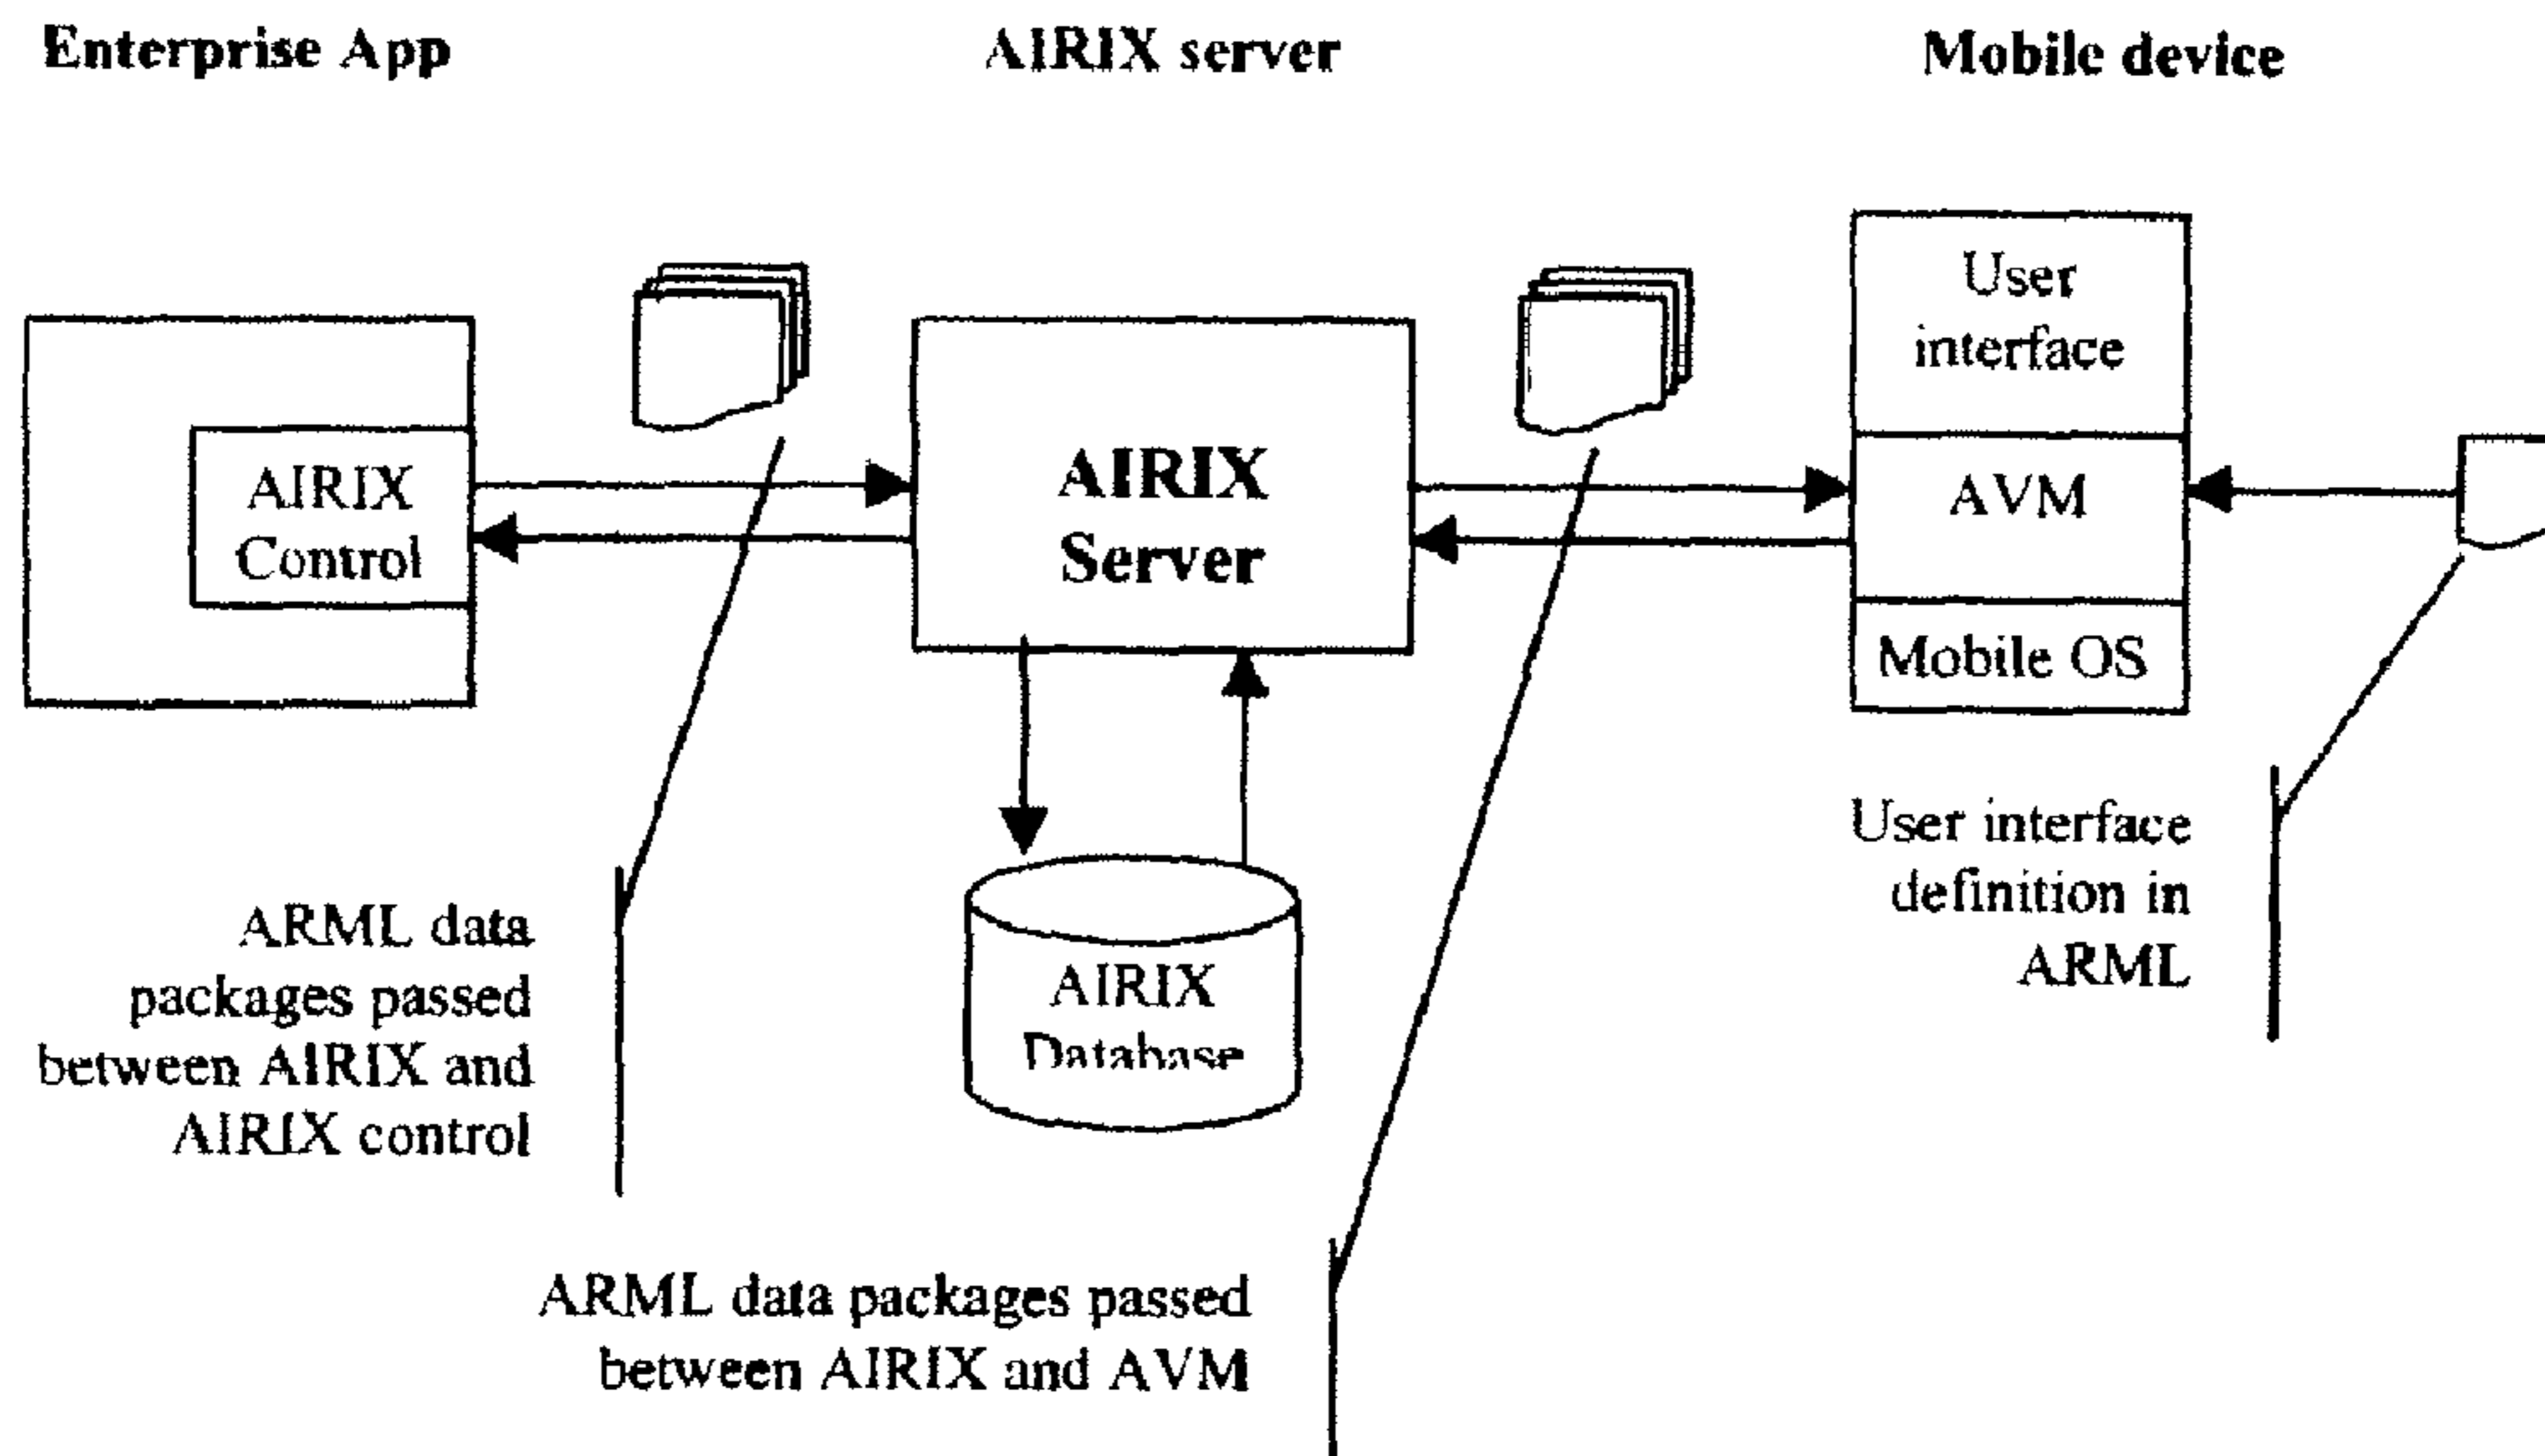 Enterprise App
AIRIX server
Mobile device
AIRIX
Control
AIRIX
Server
User
interface
AVM
Mobile OS
AIRIX
Database
ARML data
packages passed
between AIRIX and
AIRIX control
ARML data packages passed
between AIRIX and AVM
User interface
definition in
ARML